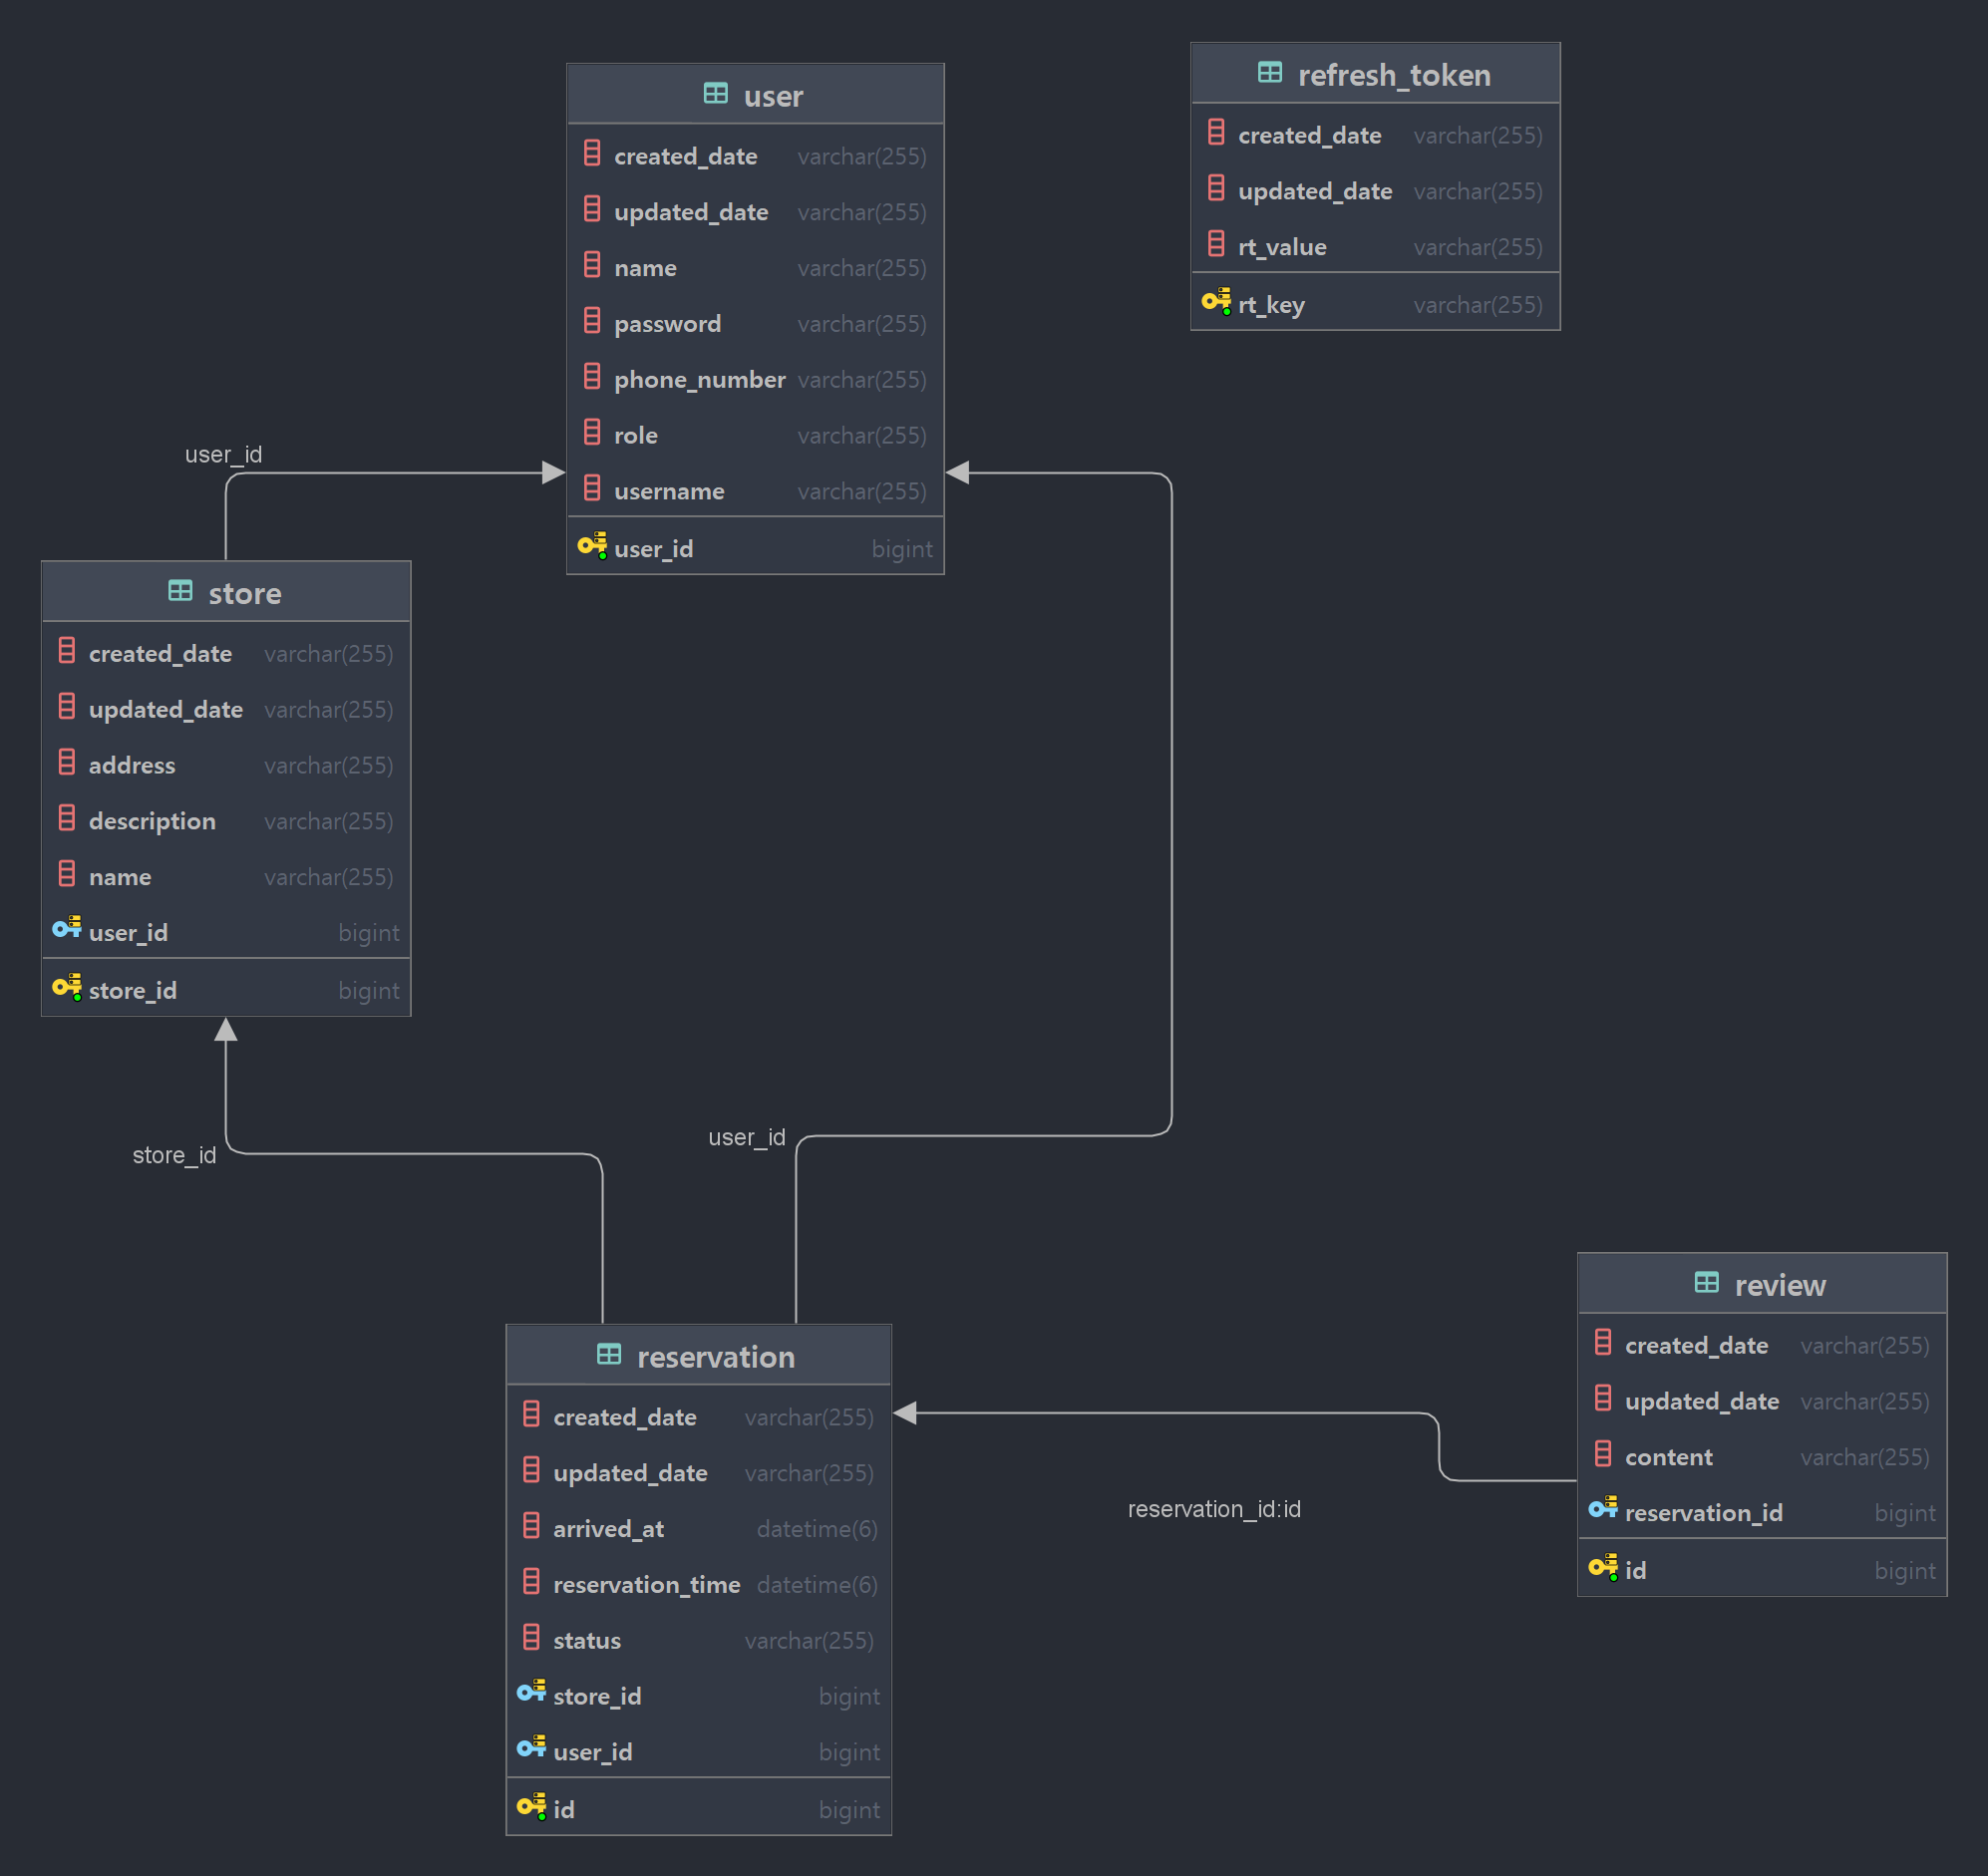 user
created_date varchar(255)
updated_date varchar(255)
name varchar(255)
password varchar(255)
phone_number varchar(255)
role varchar(255)
username varchar(255)
user_id bigint
refresh_token
created_date varchar(255)
updated_date varchar(255)
rt_value varchar(255)
rt_key varchar(255)
user_id
store
created_date varchar(255)
updated_date varchar(255)
address varchar(255)
description varchar(255)
name varchar(255)
user_id bigint
store_id bigint
store_id
user_id
reservation
created_date varchar(255)
updated_date varchar(255)
arrived_at datetime(6)
reservation_time datetime(6)
status varchar(255)
store_id bigint
user_id bigint
id bigint
reservation_id:id
review
created_date varchar(255)
updated_date varchar(255)
content varchar(255)
reservation_id bigint
id bigint